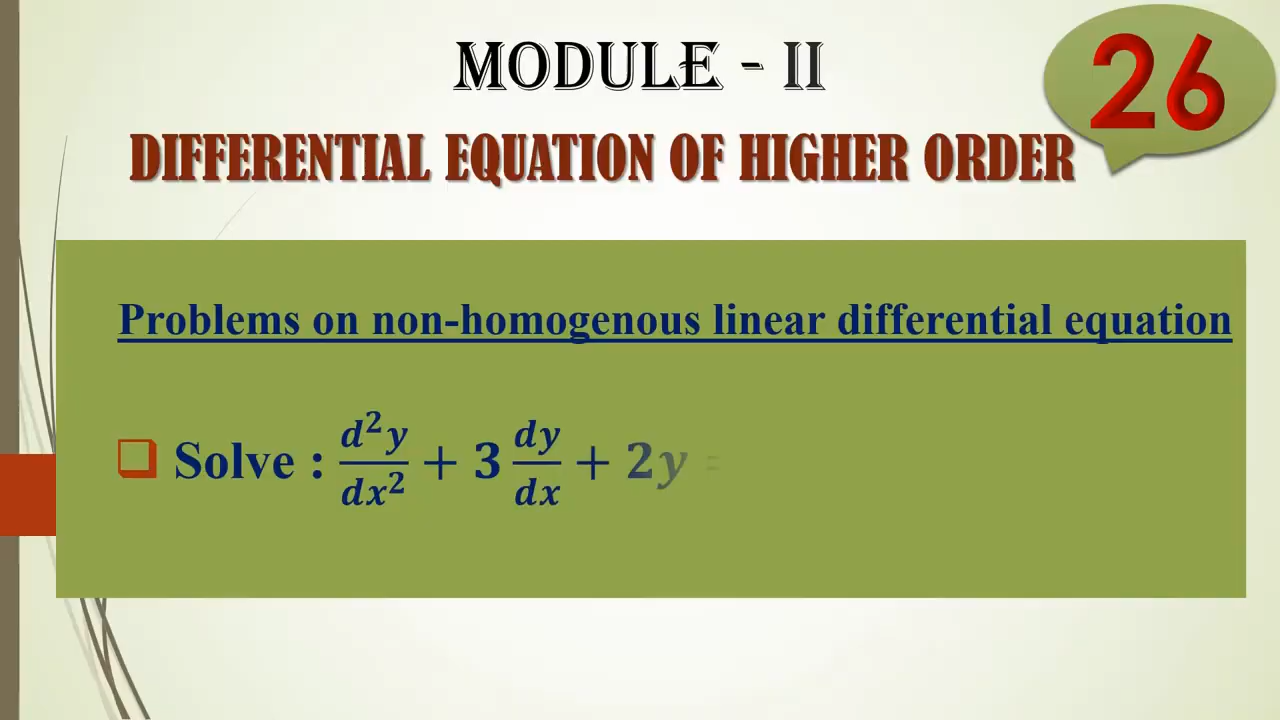 MODULE - II
26
DIFFERENTIAL EQUATION OF HIGHER ORDER
Problems on non-homogenous linear differential equation
Solve : d²y/dx² + 3 dy/dx + 2y =